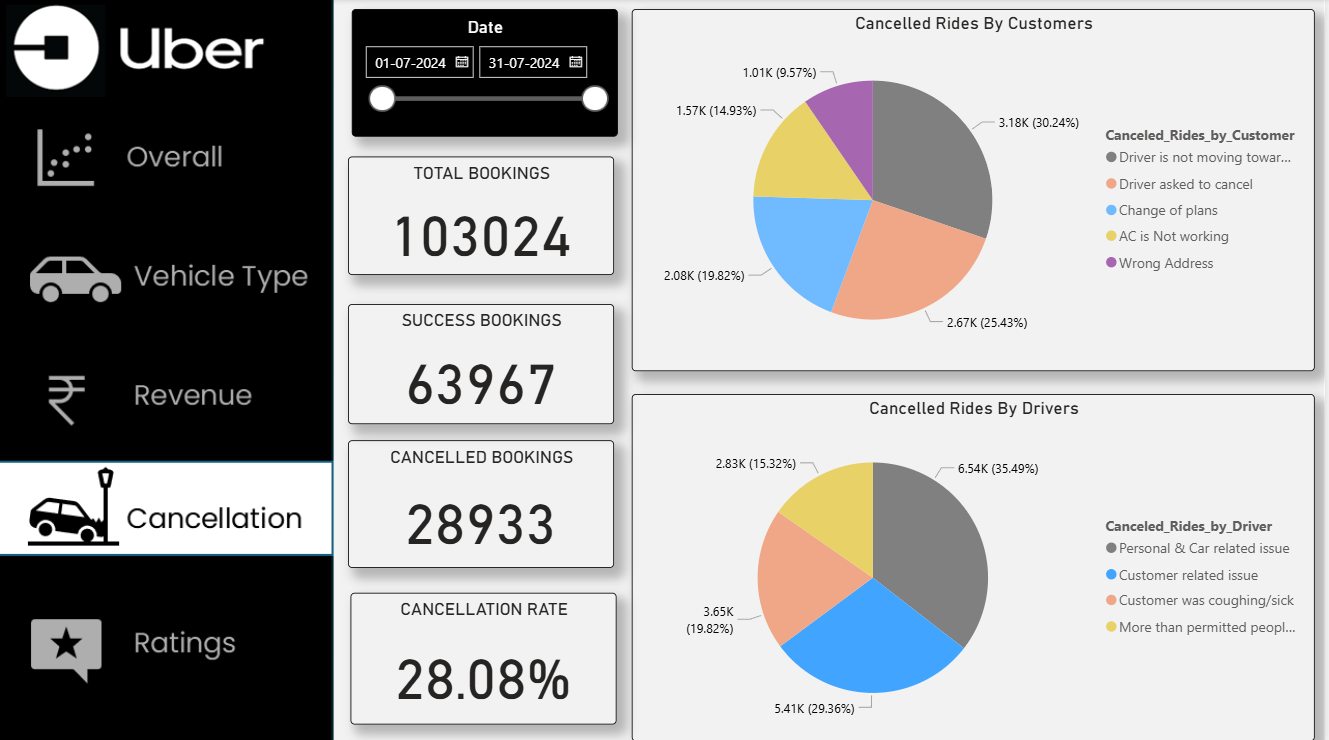 Uber
Overall
Vehicle Type
Revenue
Cancellation
Ratings
Date
01-07-2024
31-07-2024
TOTAL BOOKINGS
103024
SUCCESS BOOKINGS
63967
CANCELLED BOOKINGS
28933
CANCELLATION RATE
28.08%
Cancelled Rides By Customers
1.01K (9.57%)
1.57K (14.93%)
3.18K (30.24%)
2.08K (19.82%)
2.67K (25.43%)
Canceled_Rides_by_Customer
Driver is not moving towar...
Driver asked to cancel
Change of plans
AC is Not working
Wrong Address
Cancelled Rides By Drivers
2.83K (15.32%)
6.54K (35.49%)
3.65K
(19.82%)
5.41K (29.36%)
Canceled_Rides_by_Driver
Personal & Car related issue
Customer related issue
Customer was coughing/sick
More than permitted peopl...